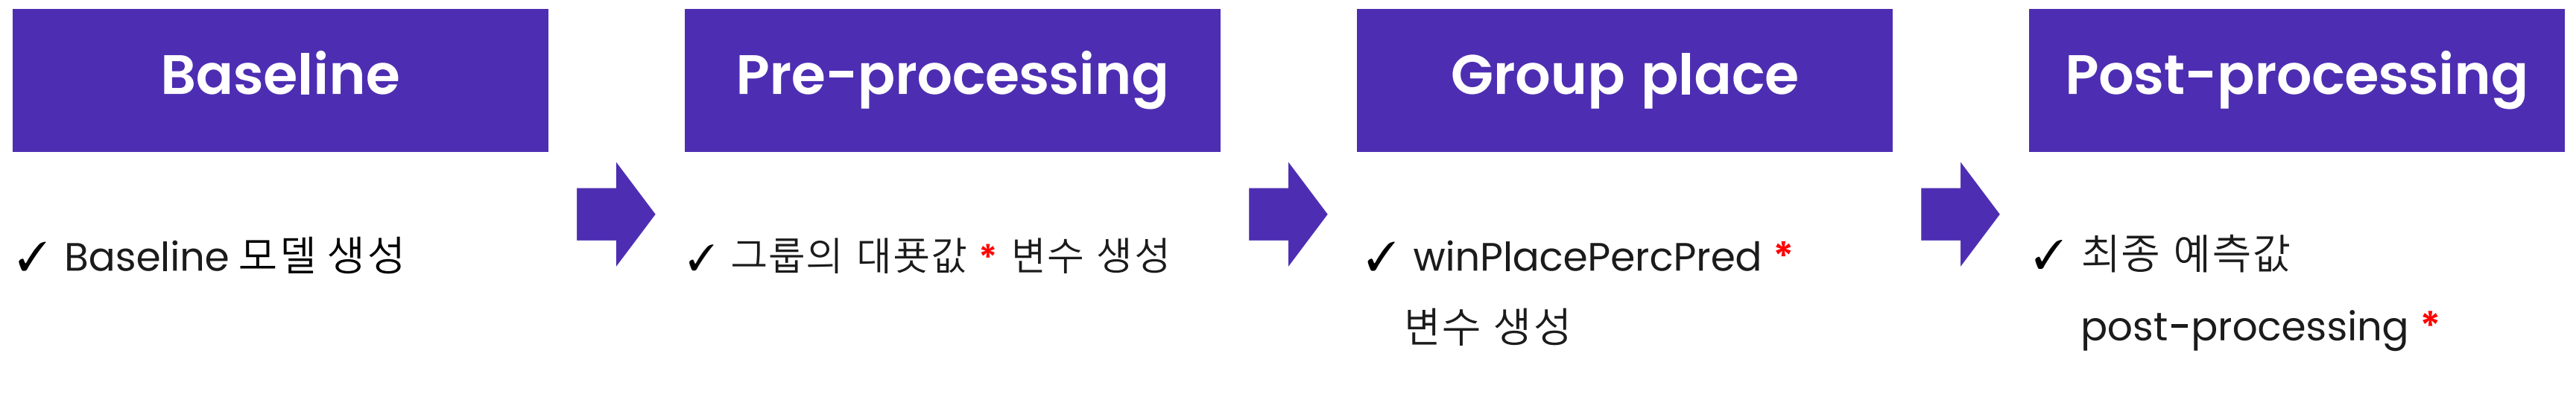 Baseline
Pre-processing
Group place
Post-processing
✓ Baseline 모델 생성
✓ 그룹의 대푯값 * 변수 생성
✓ winPlacePercPred *
변수 생성
✓ 최종 예측값
post-processing *